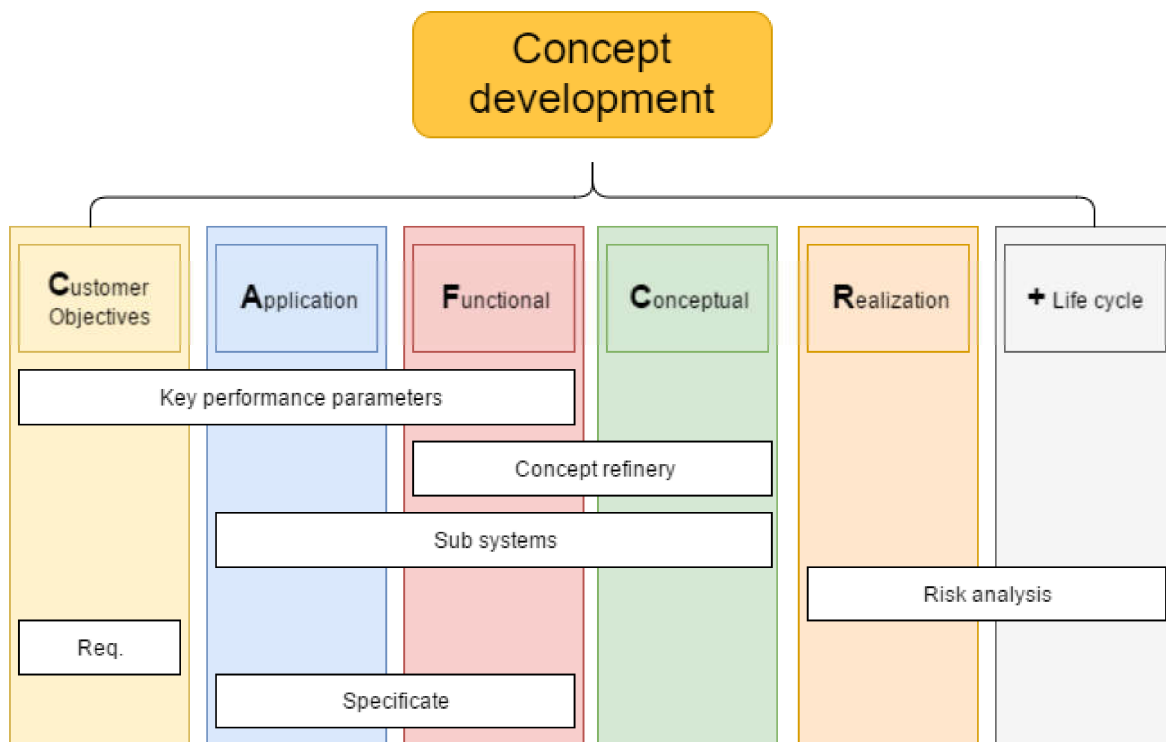 Concept
development
Customer
Objectives
Application
Functional
Conceptual
Realization
+ Life cycle
Key performance parameters
Concept refinery
Sub systems
Risk analysis
Req.
Specificate